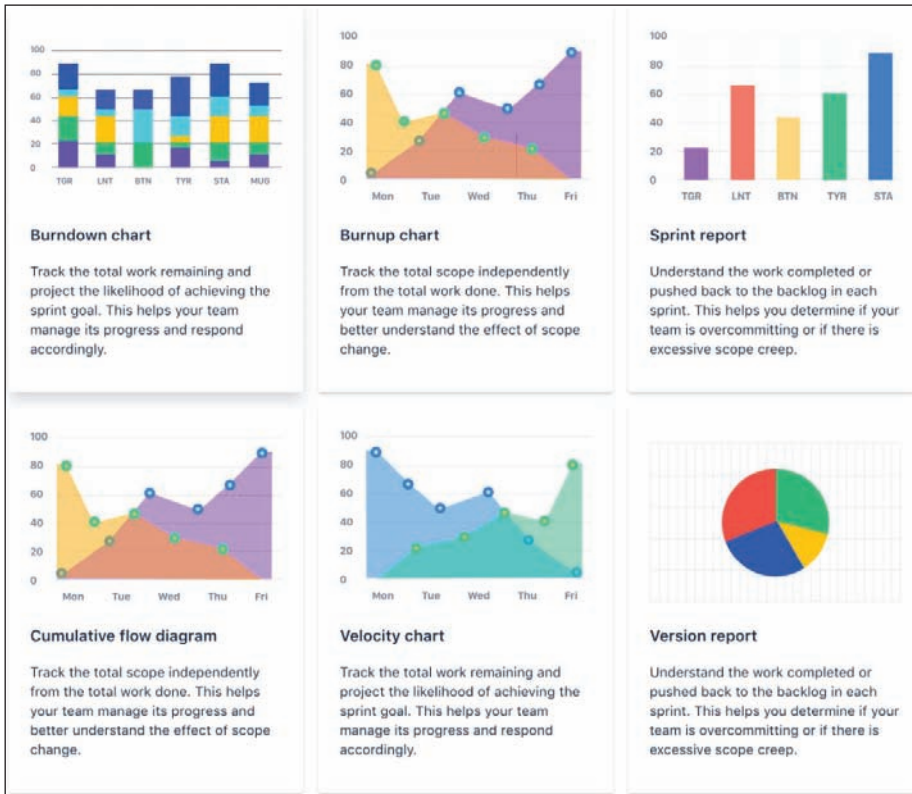 100
80
60
40
20
0
TGR LNT BTN TYR STA MUG
Burndown chart
Track the total work remaining and
project the likelihood of achieving the
sprint goal. This helps your team
manage its progress and respond
accordingly.
100
80
60
40
20
0
Mon Tue Wed Thu Fri
Burnup chart
Track the total scope independently
from the total work done. This helps
your team manage its progress and
better understand the effect of scope
change.
100
80
60
40
20
0
TGR LNT BTN TYR STA
Sprint report
Understand the work completed or
pushed back to the backlog in each
sprint. This helps you determine if your
team is overcommitting or if there is
excessive scope creep.
100
80
60
40
20
0
Mon Tue Wed Thu Fri
Cumulative flow diagram
Track the total scope independently
from the total work done. This helps
your team manage its progress and
better understand the effect of scope
change.
100
80
60
40
20
0
Mon Tue Wed Thu Fri
Velocity chart
Track the total work remaining and
project the likelihood of achieving the
sprint goal. This helps your team
manage its progress and respond
accordingly.
Version report
Understand the work completed or
pushed back to the backlog in each
sprint. This helps you determine if your
team is overcommitting or if there is
excessive scope creep.